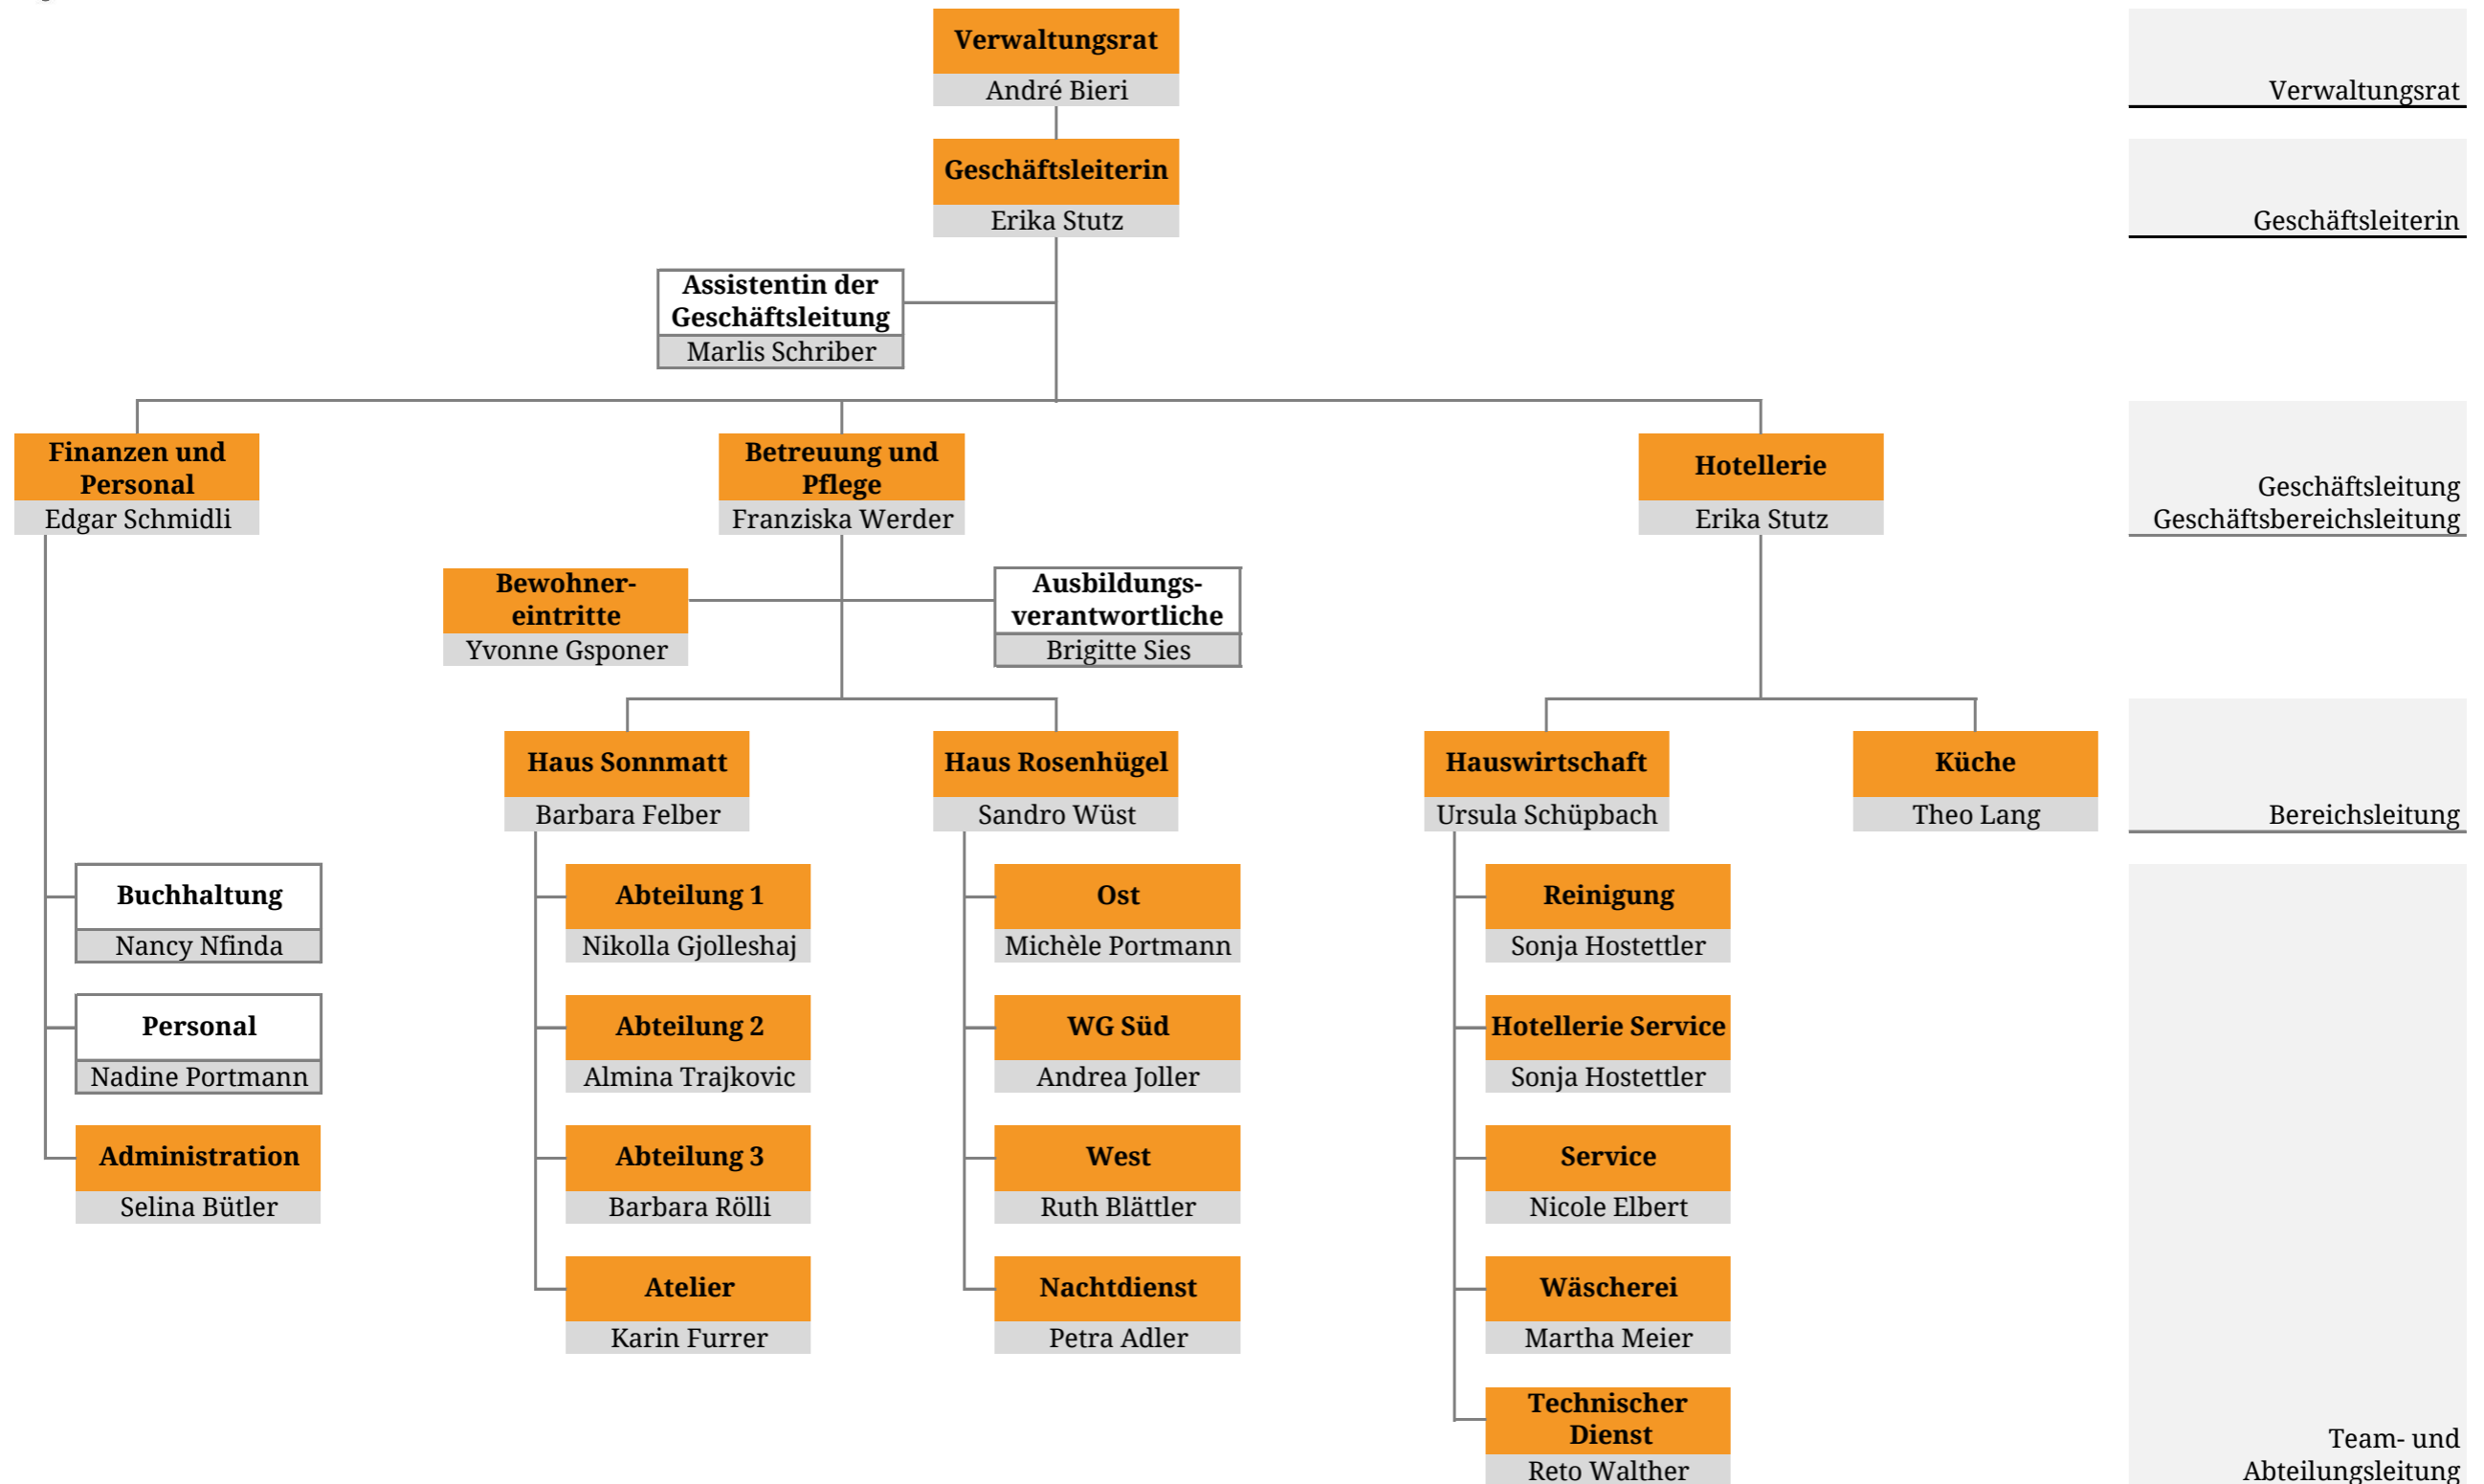 Verwaltungsrat
André Bieri
Verwaltungsrat
Geschäftsleiterin
Erika Stutz
Geschäftsleiterin
Assistentin der
Geschäftsleitung
Marlis Schriber
Finanzen und
Personal
Edgar Schmidli
Betreuung und
Pflege
Franziska Werder
Hotellerie
Erika Stutz
Geschäftsleitung
Geschäftsbereichsleitung
Bewohner-
eintritte
Yvonne Gsponer
Ausbildungs-
verantwortliche
Brigitte Sies
Haus Sonnmatt
Barbara Felber
Haus Rosenhügel
Sandro Wüst
Hauswirtschaft
Ursula Schüpbach
Küche
Theo Lang
Bereichsleitung
Buchhaltung
Nancy Nfinda
Abteilung 1
Nikolla Gjolleshaj
Ost
Michèle Portmann
Reinigung
Sonja Hostettler
Personal
Nadine Portmann
Abteilung 2
Almina Trajkovic
WG Süd
Andrea Joller
Hotellerie Service
Sonja Hostettler
Administration
Selina Bütler
Abteilung 3
Barbara Rölli
West
Ruth Blättler
Service
Nicole Elbert
Atelier
Karin Furrer
Nachtdienst
Petra Adler
Wäscherei
Martha Meier
Technischer
Dienst
Reto Walther
Team- und
Abteilungsleitung